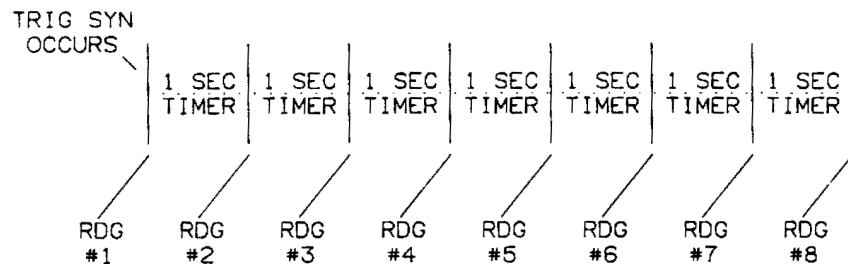 TRIG SYN
OCCURS
1 SEC 1 SEC 1 SEC 1 SEC 1 SEC 1 SEC 1 SEC
TIMER TIMER TIMER TIMER TIMER TIMER TIMER
RDG RDG RDG RDG RDG RDG RDG RDG
#1 #2 #3 #4 #5 #6 #7 #8